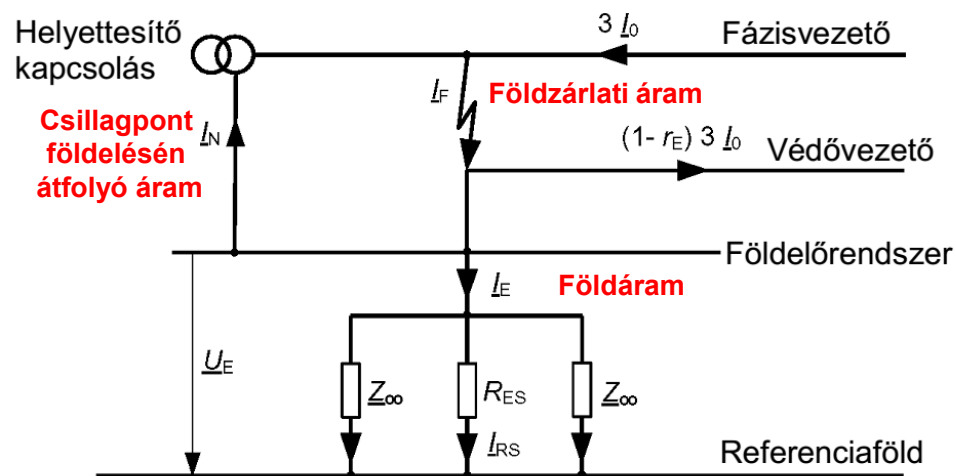 Helyettesítő
kapcsolás
3 I0
Fázisvezető
Csillagpont
földelésén
átfolyó áram
IN
IF
Földzárlati áram
(1- rE) 3 I0
Védővezető
Földelőrendszer
IE
Földáram
UE
Z∞
RES
Z∞
IRS
Referenciaföld